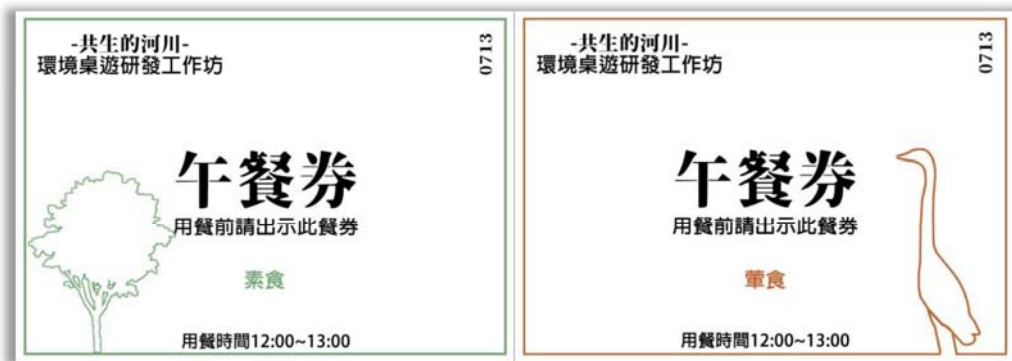 -共生的河川-
環境桌遊研發工作坊
0713
午餐券
用餐前請出示此餐券
素食
用餐時間12:00~13:00
-共生的河川-
環境桌遊研發工作坊
0713
午餐券
用餐前請出示此餐券
葷食
用餐時間12:00~13:00